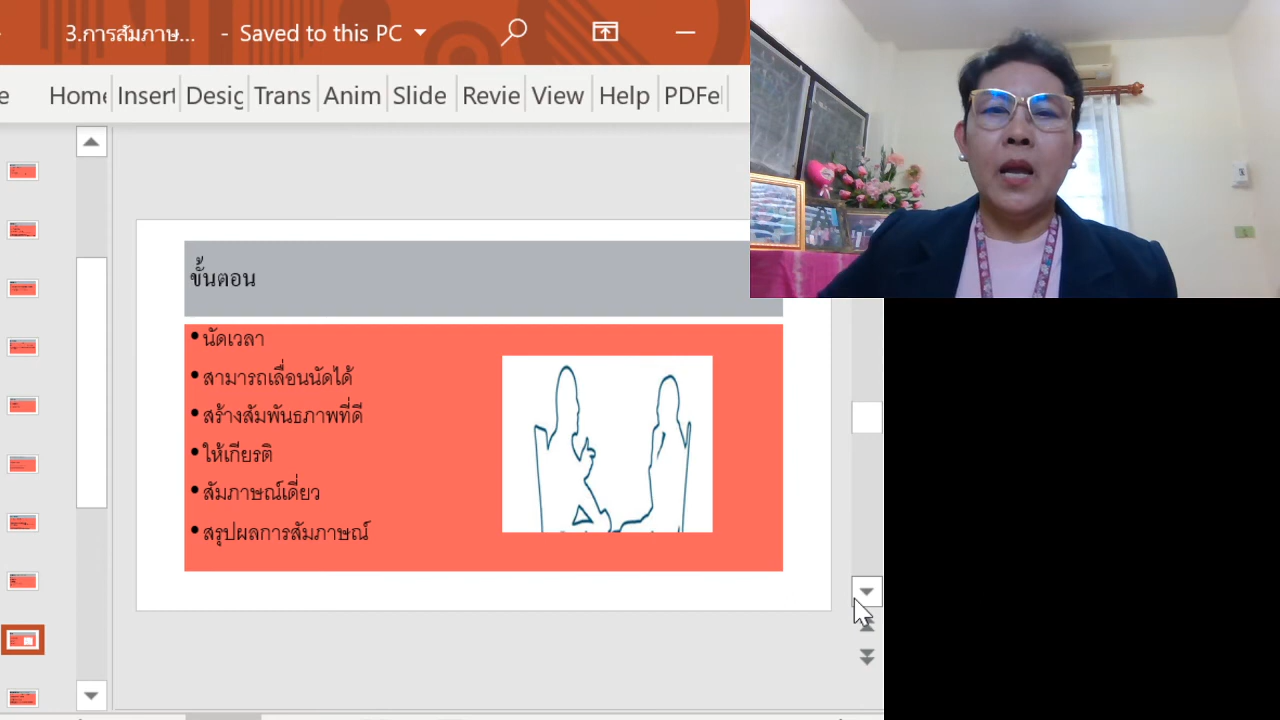 3.การสัมภาษ... - Saved to this PC
Home Insert Desig Trans Anim Slide Revie View Help PDFe
ขั้นตอน
•นัดเวลา
•สามารถเลื่อนนัดได้
•สร้างสัมพันธภาพที่ดี
•ให้เกียรติ
•สัมภาษณ์เดี่ยว
•สรุปผลการสัมภาษณ์